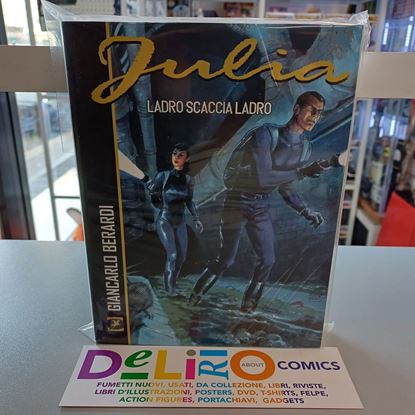 Julia
LADRO SCACCIA LADRO
GIANCARLO BERARDI
DELIRIO ABOUT COMICS
FUMETTI NUOVI, USATI, DA COLLEZIONE, LIBRI, RIVISTE,
LIBRI D'ILLUSTRAZIONI, POSTERS, DVD, T-SHIRTS, FELPE,
ACTION FIGURES, PORTACHIAVI, GADGETS